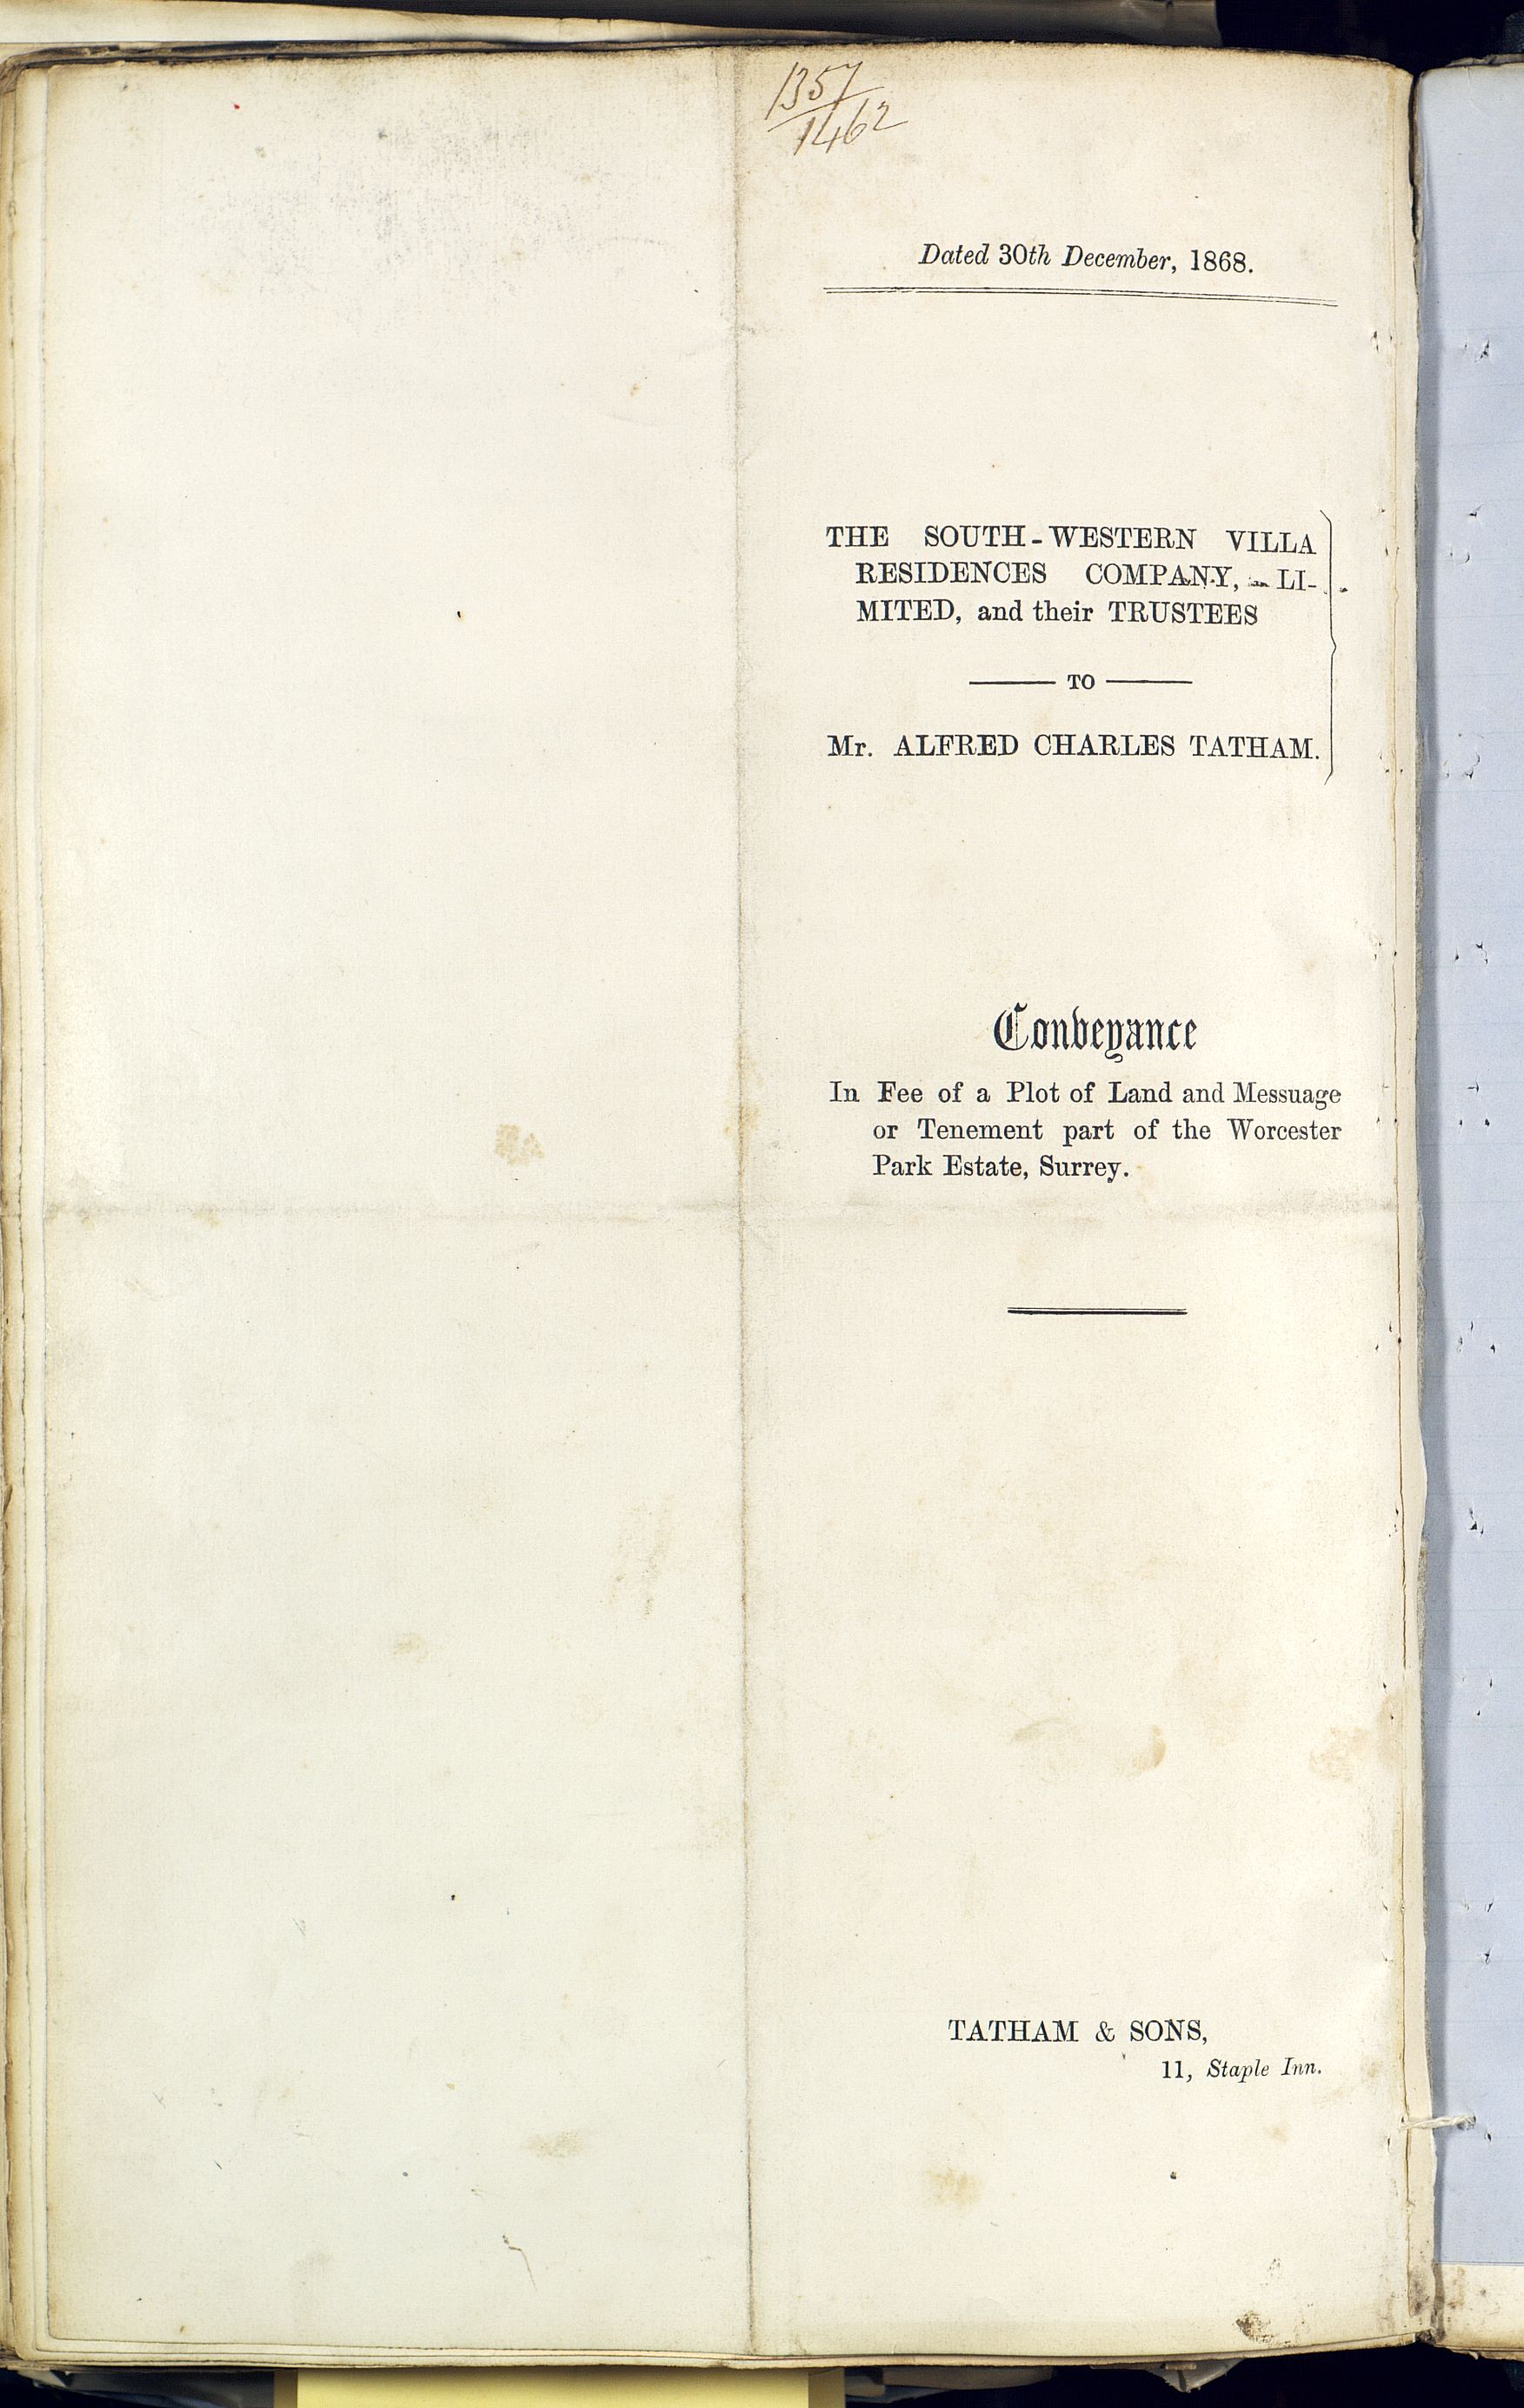 1357
1462
Dated 30th December, 1868.
THE SOUTH-WESTERN VILLA
RESIDENCES COMPANY, LI-
MITED, and their TRUSTEES
TO
Mr. ALFRED CHARLES TATHAM.
Conveyance
In Fee of a Plot of Land and Messuage
or Tenement part of the Worcester
Park Estate, Surrey.
TATHAM & SONS,
11, Staple Inn.